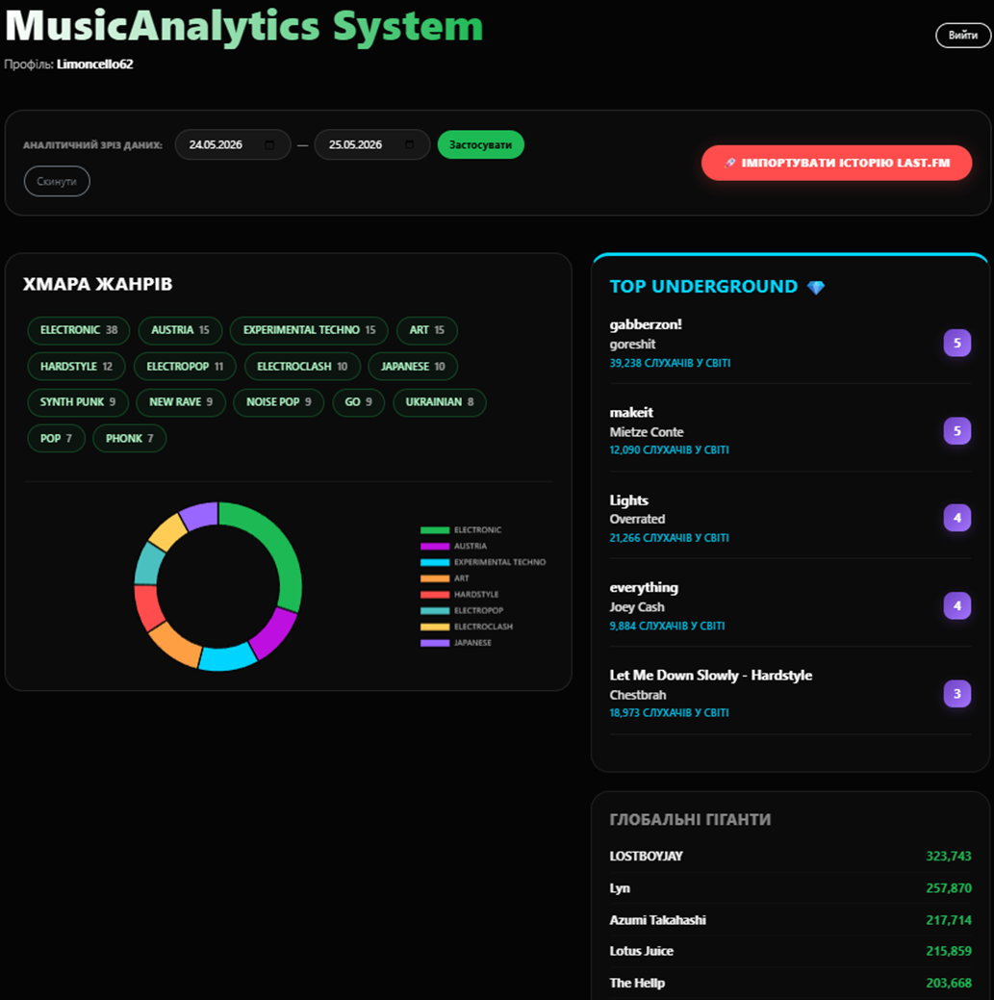 MusicAnalytics System
Вийти
Профіль: Limoncello62
АНАЛІТИЧНИЙ ЗРІЗ ДАНИХ:
24.05.2026
—
25.05.2026
Застосувати
Скинути
🚀 ІМПОРТУВАТИ ІСТОРІЮ LAST.FM
ХМАРА ЖАНРІВ
ELECTRONIC 38
AUSTRIA 15
EXPERIMENTAL TECHNO 15
ART 15
HARDSTYLE 12
ELECTROPOP 11
ELECTROCLASH 10
JAPANESE 10
SYNTH PUNK 9
NEW RAVE 9
NOISE POP 9
GO 9
UKRAINIAN 8
POP 7
PHONK 7
ELECTRONIC
AUSTRIA
EXPERIMENTAL TECHNO
ART
HARDSTYLE
ELECTROPOP
ELECTROCLASH
JAPANESE
TOP UNDERGROUND 💎
gabberzon!
goreshit
39,238 СЛУХАЧІВ У СВІТІ
5
makeit
Mietze Conte
12,090 СЛУХАЧІВ У СВІТІ
5
Lights
Overrated
21,266 СЛУХАЧІВ У СВІТІ
4
everything
Joey Cash
9,884 СЛУХАЧІВ У СВІТІ
4
Let Me Down Slowly - Hardstyle
Chestbrah
18,973 СЛУХАЧІВ У СВІТІ
3
ГЛОБАЛЬНІ ГІГАНТИ
LOSTBOYJAY 323,743
Lyn 257,870
Azumi Takahashi 217,714
Lotus Juice 215,859
The Hellp 203,668